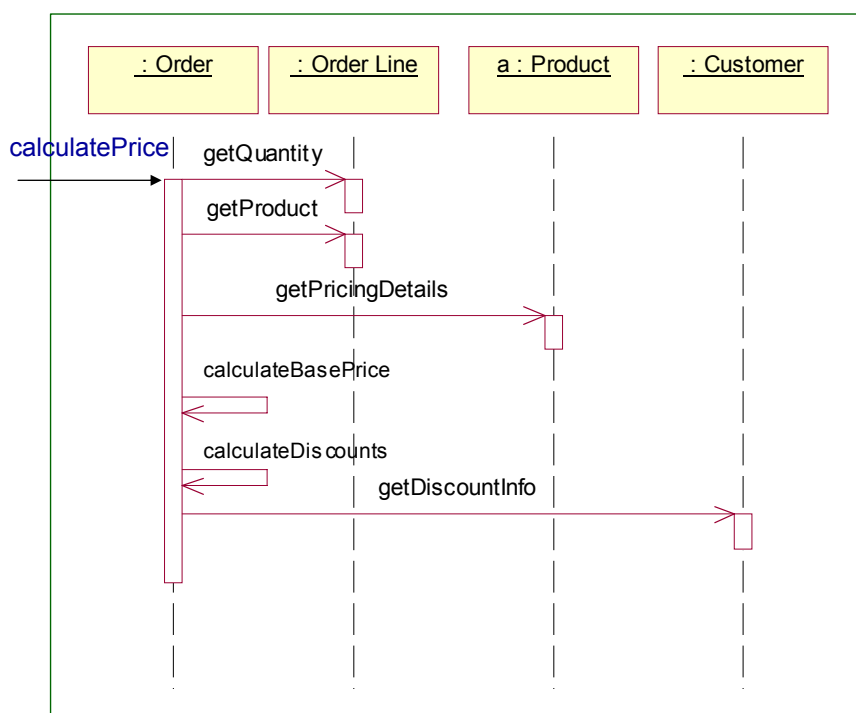 : Order
: Order Line
a : Product
: Customer
calculatePrice
getQuantity
getProduct
getPricingDetails
calculateBasePrice
calculateDiscounts
getDiscountInfo